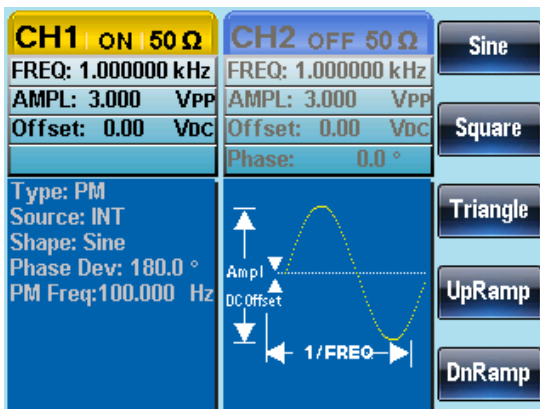 CH1 ON 50 Ω
FREQ: 1.000000 kHz
AMPL: 3.000 VPP
Offset: 0.00 VDC
CH2 OFF 50 Ω
FREQ: 1.000000 kHz
AMPL: 3.000 VPP
Offset: 0.00 VDC
Phase: 0.0 °
Type: PM
Source: INT
Shape: Sine
Phase Dev: 180.0 °
PM Freq:100.000 Hz
Ampl
DC Offset
1/FREQ
Sine
Square
Triangle
UpRamp
DnRamp